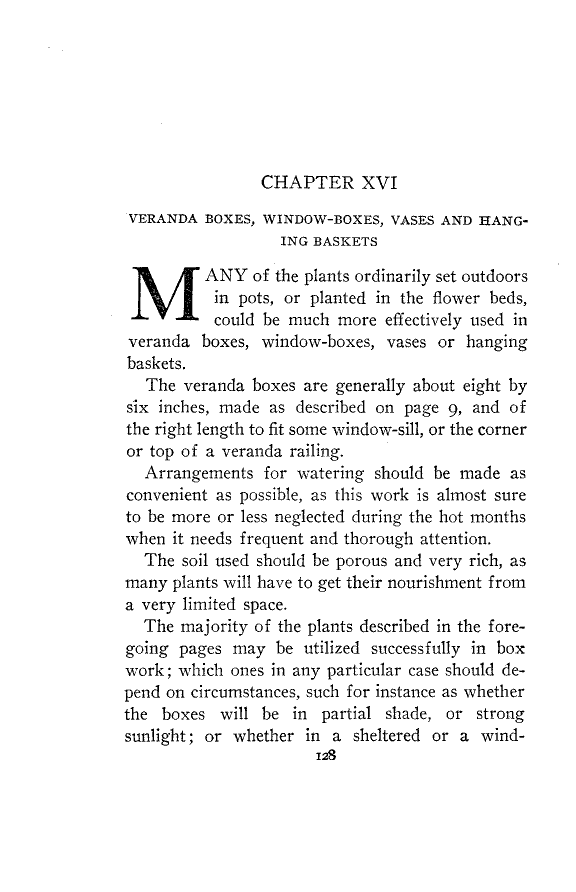 CHAPTER XVI
VERANDA BOXES, WINDOW-BOXES, VASES AND HANG-
ING BASKETS
MANY of the plants ordinarily set outdoors
in pots, or planted in the flower beds,
could be much more effectively used in
veranda boxes, window-boxes, vases or hanging
baskets.
The veranda boxes are generally about eight by
six inches, made as described on page 9, and of
the right length to fit some window-sill, or the corner
or top of a veranda railing.
Arrangements for watering should be made as
convenient as possible, as this work is almost sure
to be more or less neglected during the hot months
when it needs frequent and thorough attention.
The soil used should be porous and very rich, as
many plants will have to get their nourishment from
a very limited space.
The majority of the plants described in the fore-
going pages may be utilized successfully in box
work; which ones in any particular case should de-
pend on circumstances, such for instance as whether
the boxes will be in partial shade, or strong
sunlight; or whether in a sheltered or a wind-
128